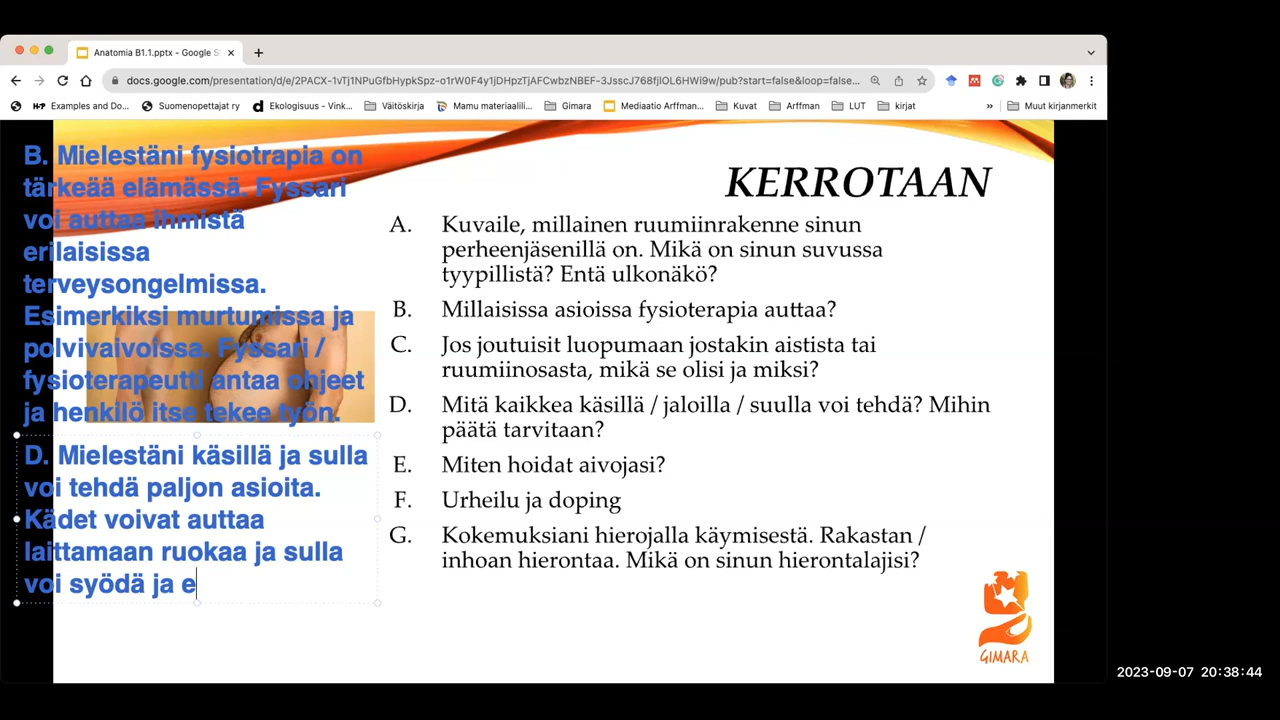 Anatomia B1.1.pptx - Google S
docs.google.com/presentation/d/e/2PACX-1vTj1NPuGfbHypkSpz-o1rW0F4y1jDHpzTjAFCwbzNBEF-3JsscJ768fjlOL6HWi9w/pub?start=false&loop=false...
Examples and Do...
Suomenopettajat ry
Ekologisuus - Vink...
Väitöskirja
Mamu materiaalili...
Gimara
Mediaatio Arffman...
Kuvat
Arffman
LUT
kirjat
»
Muut kirjanmerkit
B. Mielestäni fysiotrapia on
tärkeää elämässä. Fyssari
voi auttaa ihmistä
erilaisissa
terveysongelmissa.
Esimerkiksi murtumissa ja
polvivaivoissa. Fyssari /
fysioterapeutti antaa ohjeet
ja henkilö itse tekee työn.
D. Mielestäni käsillä ja sulla
voi tehdä paljon asioita.
Kädet voivat auttaa
laittamaan ruokaa ja sulla
voi syödä ja e
KERROTAAN
A. Kuvaile, millainen ruumiinrakenne sinun
perheenjäsenillä on. Mikä on sinun suvussa
tyypillistä? Entä ulkonäkö?
B. Millaisissa asioissa fysioterapia auttaa?
C. Jos joutuisit luopumaan jostakin aistista tai
ruumiinosasta, mikä se olisi ja miksi?
D. Mitä kaikkea käsillä / jaloilla / suulla voi tehdä? Mihin
päätä tarvitaan?
E. Miten hoidat aivojasi?
F. Urheilu ja doping
G. Kokemuksiani hierojalla käymisestä. Rakastan /
inhoan hierontaa. Mikä on sinun hierontalajisi?
GIMARA
2023-09-07 20:38:44